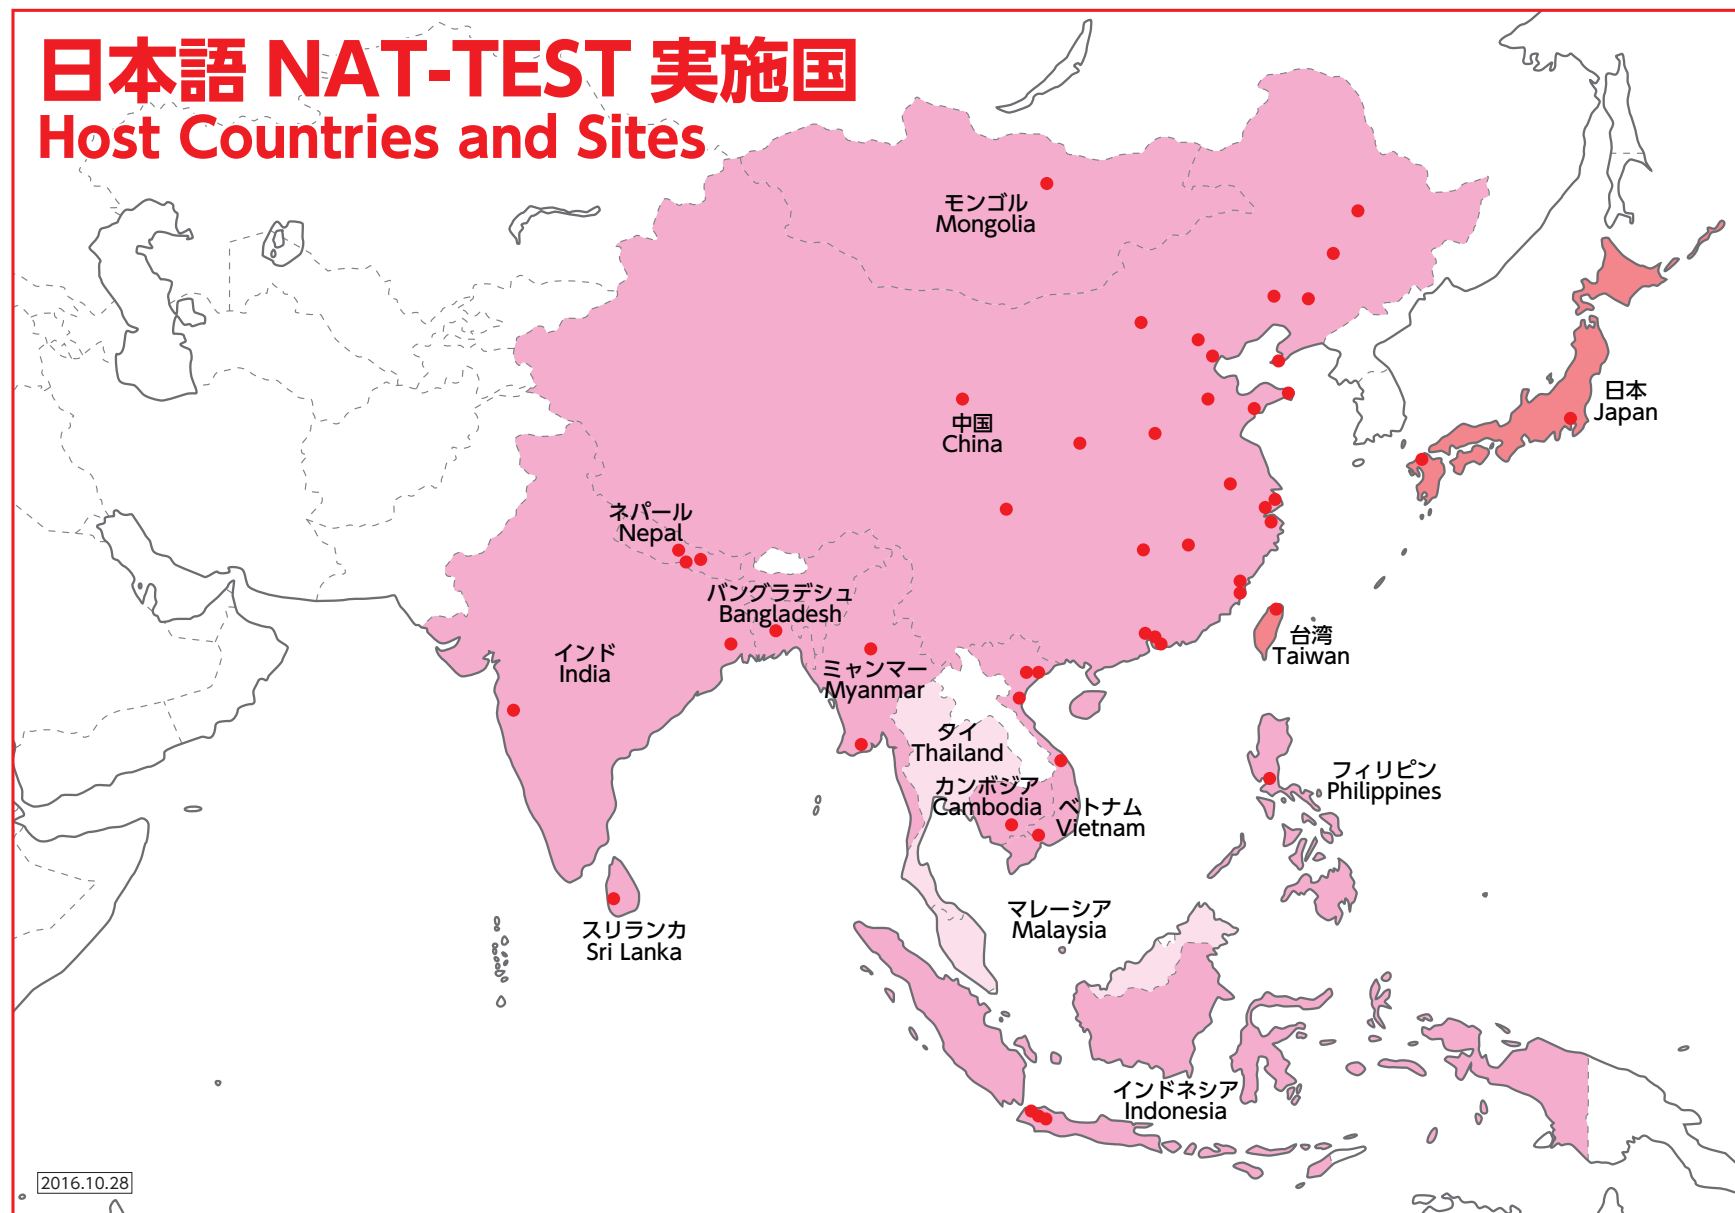 日本語 NAT-TEST 実施国
Host Countries and Sites
モンゴル
Mongolia
中国
China
日本
Japan
ネパール
Nepal
バングラデシュ
Bangladesh
インド
India
ミャンマー
Myanmar
台湾
Taiwan
タイ
Thailand
カンボジア
Cambodia
ベトナム
Vietnam
フィリピン
Philippines
スリランカ
Sri Lanka
マレーシア
Malaysia
インドネシア
Indonesia
2016.10.28